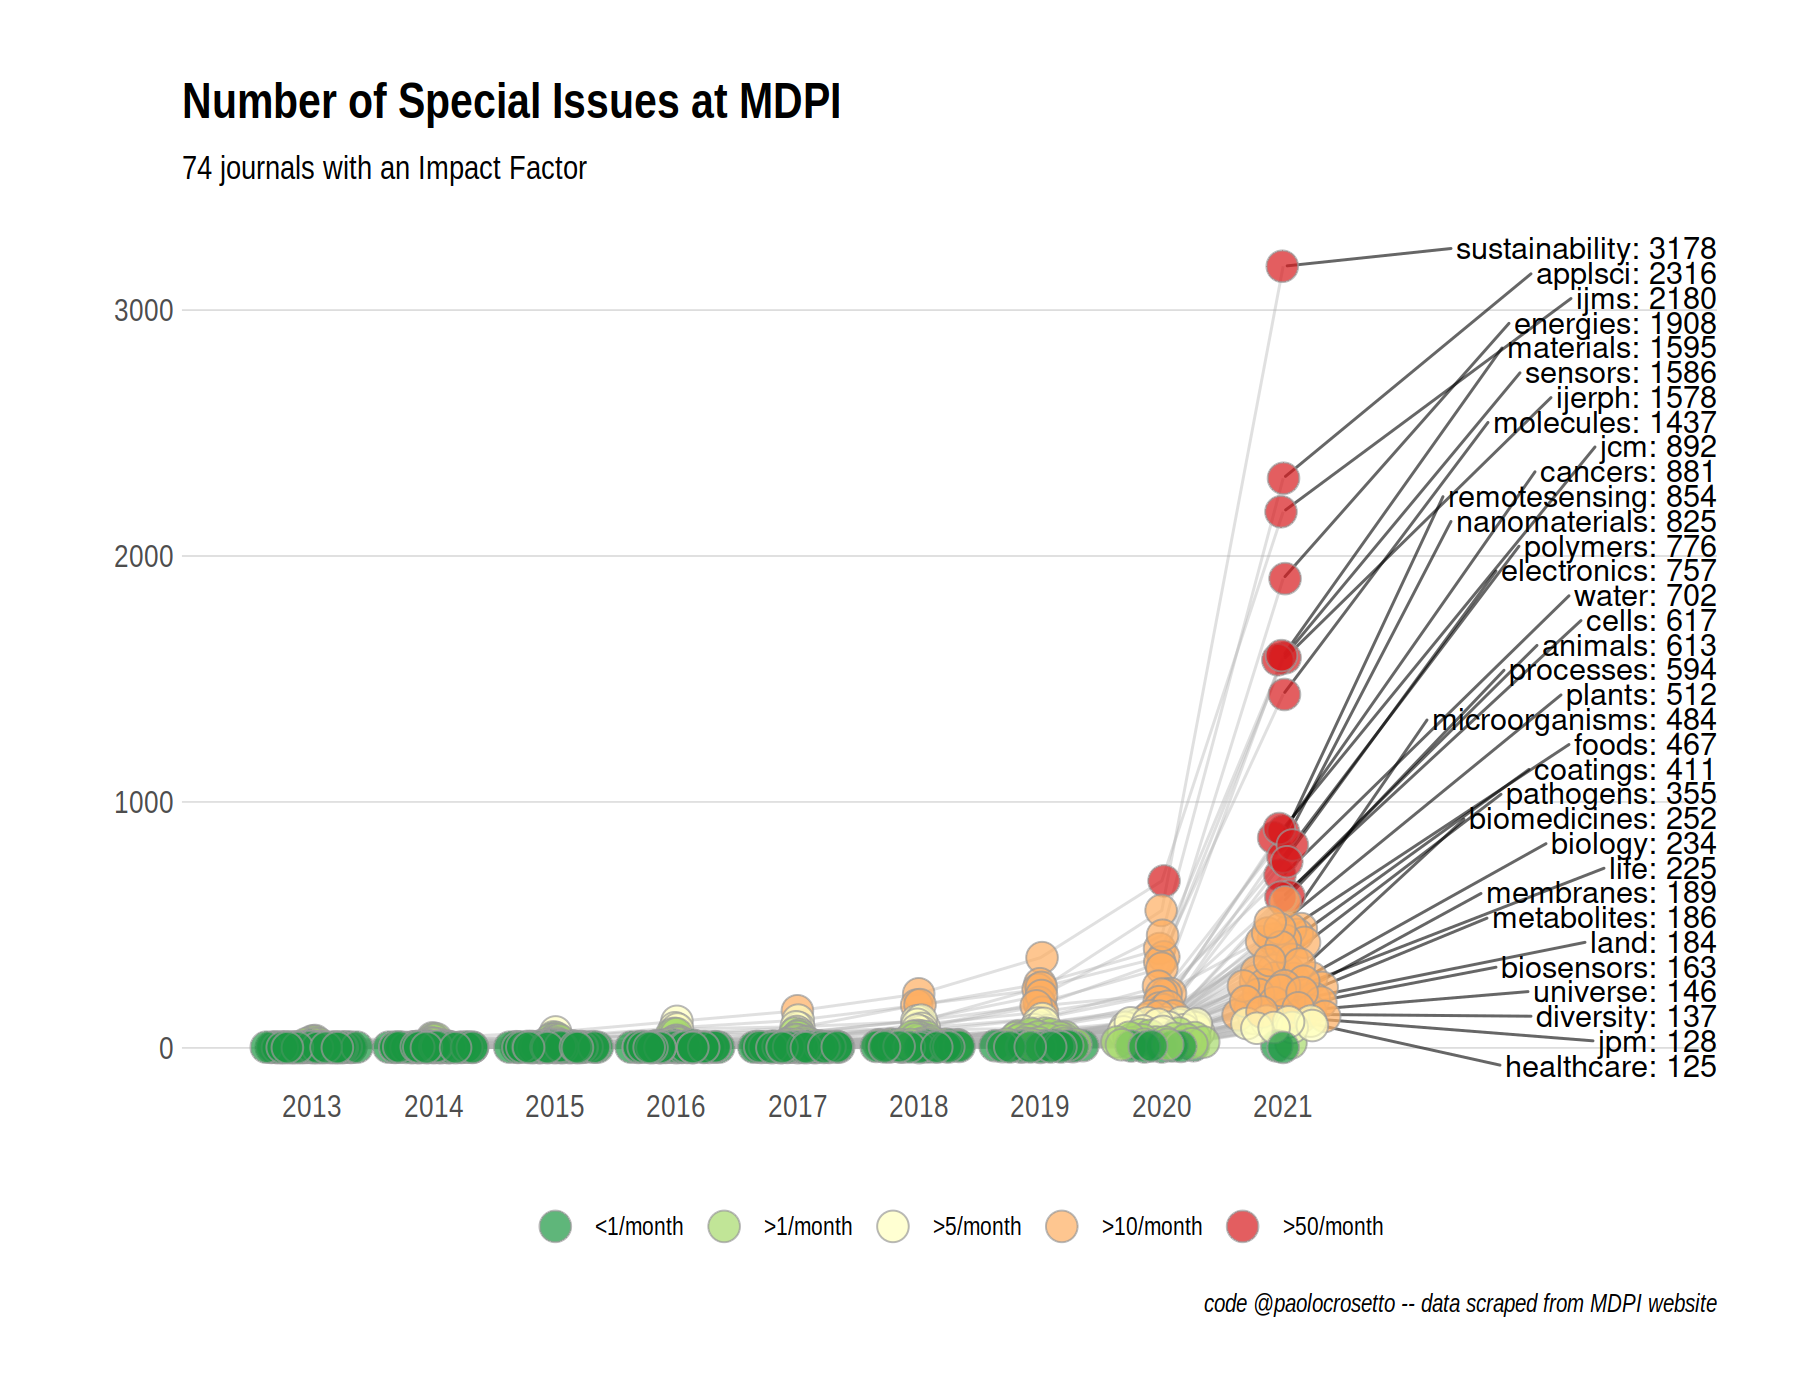 Number of Special Issues at MDPI
74 journals with an Impact Factor
sustainability: 3178
applsci: 2316
ijms: 2180
energies: 1908
materials: 1595
sensors: 1586
ijerph: 1578
molecules: 1437
jcm: 892
cancers: 881
remotesensing: 854
nanomaterials: 825
polymers: 776
electronics: 757
water: 702
cells: 617
animals: 613
processes: 594
plants: 512
microorganisms: 484
foods: 467
coatings: 411
pathogens: 355
biomedicines: 252
biology: 234
life: 225
membranes: 189
metabolites: 186
land: 184
biosensors: 163
universe: 146
diversity: 137
jpm: 128
healthcare: 125
3000
2000
1000
0
2013 2014 2015 2016 2017 2018 2019 2020 2021
<1/month >1/month >5/month >10/month >50/month
code @paolocrosetto -- data scraped from MDPI website